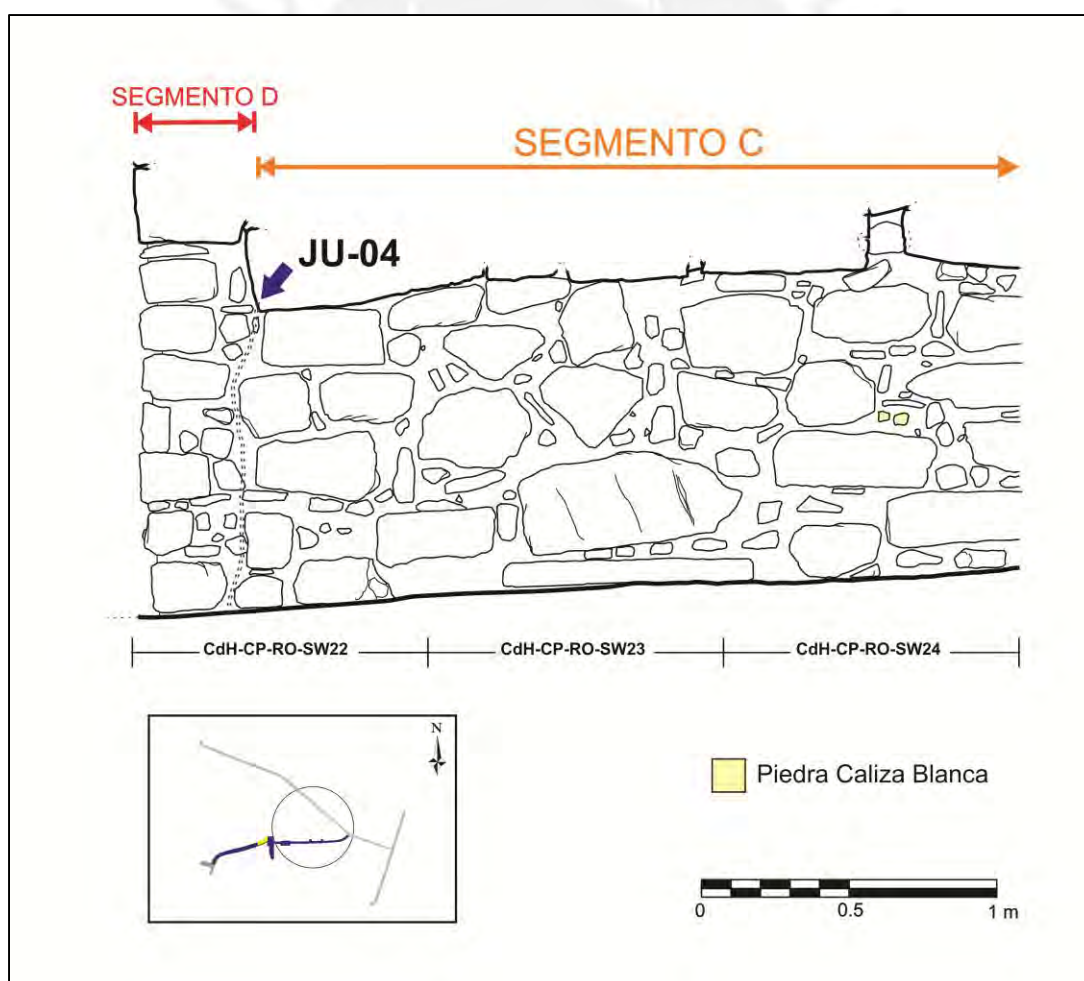 SEGMENTO D
SEGMENTO C
JU-04
CdH-CP-RO-SW22
CdH-CP-RO-SW23
CdH-CP-RO-SW24
N
Piedra Caliza Blanca
0
0.5
1 m